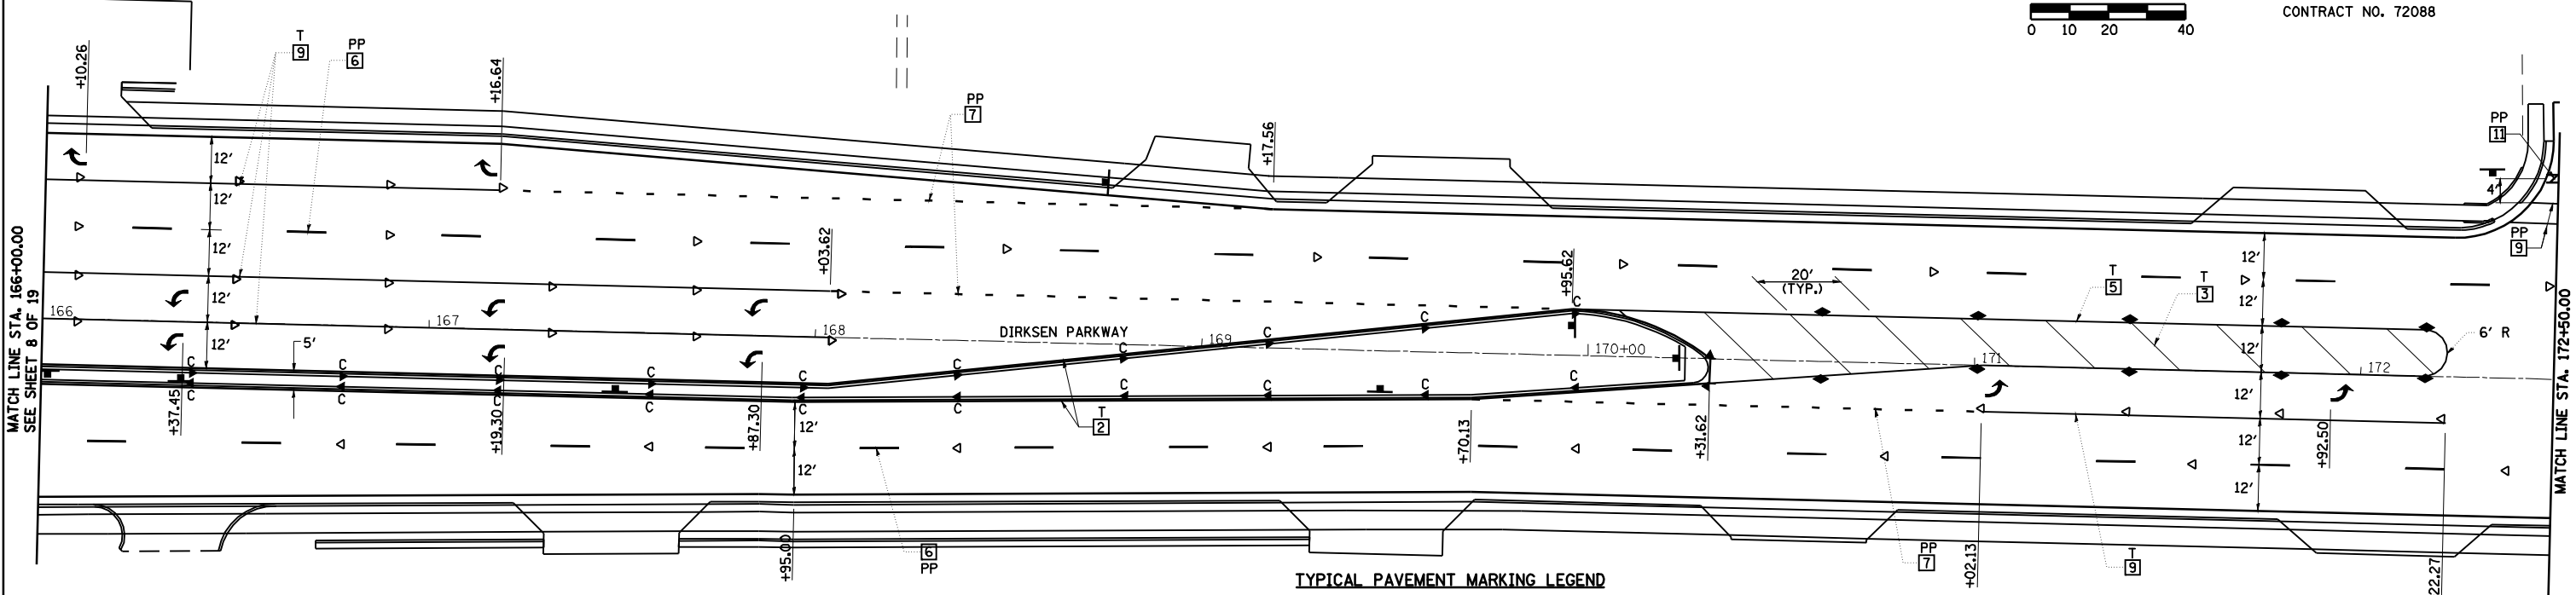 CONTRACT NO. 72088
0 10 20 40
+10.26
T
9
PP
6
+16.64
PP
7
+17.56
PP
11
4'
PP
9
12'
12'
12'
12'
12'
+03.62
+95.62
20'
(TYP.)
T
5
T
3
12'
12'
12'
12'
12'
12'
6' R
MATCH LINE STA. 166+00.00
SEE SHEET 8 OF 19
MATCH LINE STA. 172+50.00
166
167
168
DIRKSEN PARKWAY
169
170+00
171
172
5'
C C C C C C C C C C
C C C C C C C C C C
+37.45
+19.30
+87.30
12'
12'
T
2
+70.13
+31.62
+92.50
+95.00
6
PP
PP
7
+02.13
T
9
22.27
TYPICAL PAVEMENT MARKING LEGEND